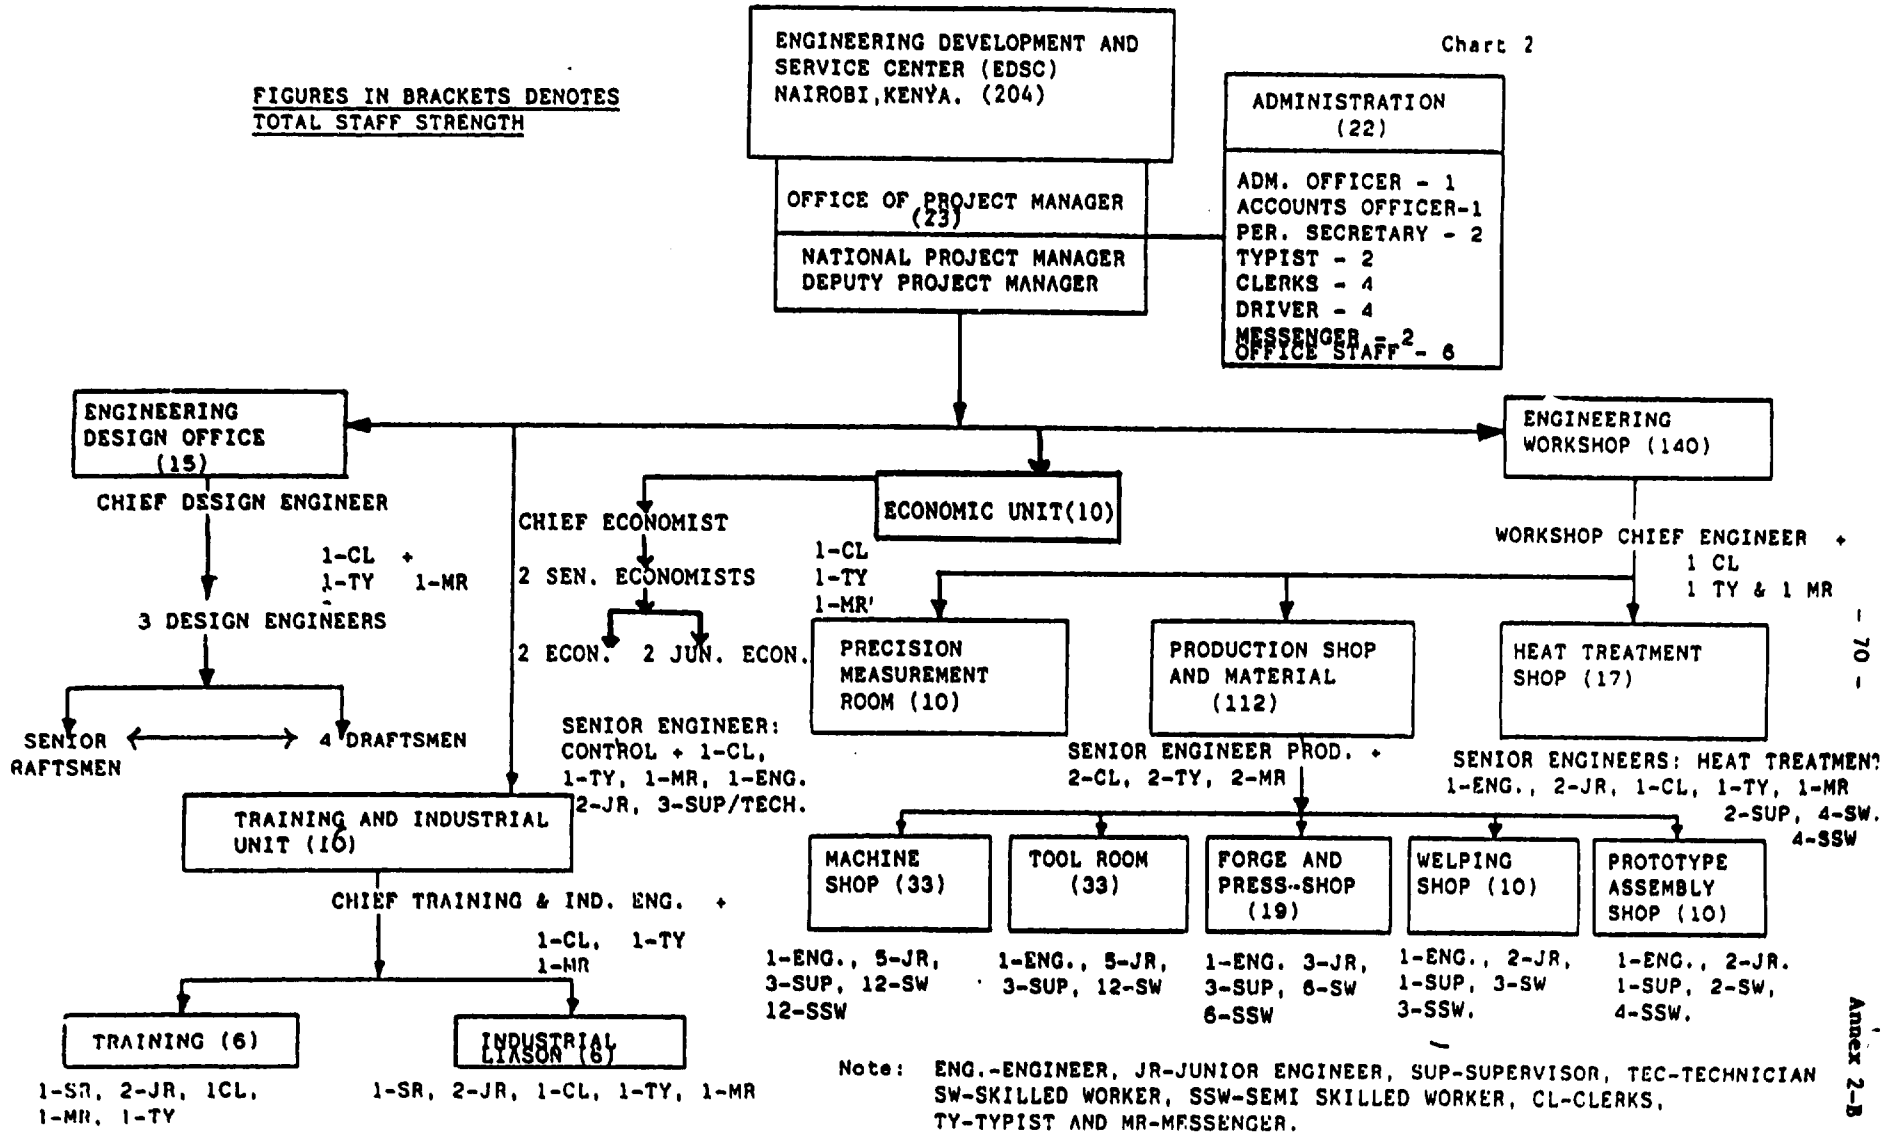 Chart 2
FIGURES IN BRACKETS DENOTES
TOTAL STAFF STRENGTH
ENGINEERING DEVELOPMENT AND
SERVICE CENTER (EDSC)
NAIROBI,KENYA. (204)
OFFICE OF PROJECT MANAGER
(23)
NATIONAL PROJECT MANAGER
DEPUTY PROJECT MANAGER
ADMINISTRATION
(22)
ADM. OFFICER - 1
ACCOUNTS OFFICER-1
PER. SECRETARY - 2
TYPIST - 2
CLERKS - 4
DRIVER - 4
MESSENGER - 2
OFFICE STAFF - 6
ENGINEERING
DESIGN OFFICE
(15)
CHIEF DESIGN ENGINEER
1-CL +
1-TY 1-MR
3 DESIGN ENGINEERS
SENIOR
RAFTSMEN
4 DRAFTSMEN
ECONOMIC UNIT(10)
CHIEF ECONOMIST
2 SEN. ECONOMISTS
2 ECON. 2 JUN. ECON.
1-CL
1-TY
1-MR'
ENGINEERING
WORKSHOP (140)
WORKSHOP CHIEF ENGINEER +
1 CL
1 TY & 1 MR
PRECISION
MEASUREMENT
ROOM (10)
SENIOR ENGINEER:
CONTROL + 1-CL,
1-TY, 1-MR, 1-ENG.
2-JR, 3-SUP/TECH.
PRODUCTION SHOP
AND MATERIAL
(112)
SENIOR ENGINEER PROD. +
2-CL, 2-TY, 2-MR
HEAT TREATMENT
SHOP (17)
SENIOR ENGINEERS: HEAT TREATMENT
1-ENG., 2-JR, 1-CL, 1-TY, 1-MR
2-SUP, 4-SW.
4-SSW
TRAINING AND INDUSTRIAL
UNIT (16)
CHIEF TRAINING & IND. ENG. +
1-CL, 1-TY
1-MR
TRAINING (6)
1-SR, 2-JR, 1CL,
1-MR, 1-TY
INDUSTRIAL
LIASON (6)
1-SR, 2-JR, 1-CL, 1-TY, 1-MR
MACHINE
SHOP (33)
1-ENG., 5-JR,
3-SUP, 12-SW
12-SSW
TOOL ROOM
(33)
1-ENG., 5-JR,
3-SUP, 12-SW
FORGE AND
PRESS-SHOP
(19)
1-ENG. 3-JR,
3-SUP, 6-SW
6-SSW
WELPING
SHOP (10)
1-ENG., 2-JR,
1-SUP, 3-SW
3-SSW.
PROTOTYPE
ASSEMBLY
SHOP (10)
1-ENG., 2-JR.
1-SUP, 2-SW,
4-SSW.
Note: ENG.-ENGINEER, JR-JUNIOR ENGINEER, SUP-SUPERVISOR, TEC-TECHNICIAN
SW-SKILLED WORKER, SSW-SEMI SKILLED WORKER, CL-CLERKS,
TY-TYPIST AND MR-MESSENGER.
- 70 -
Annex 2-B